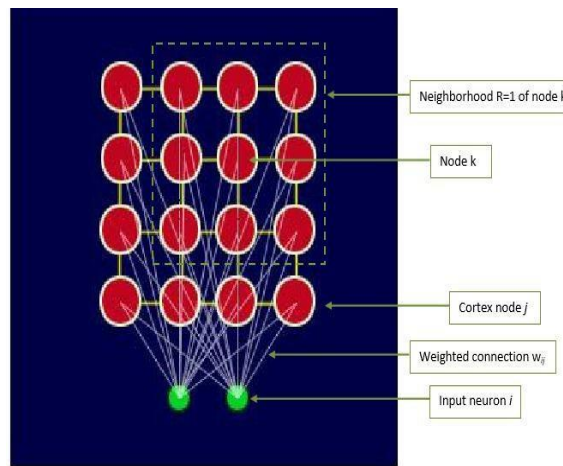 Neighborhood R=1 of node k
Node k
Cortex node j
Weighted connection wij
Input neuron i